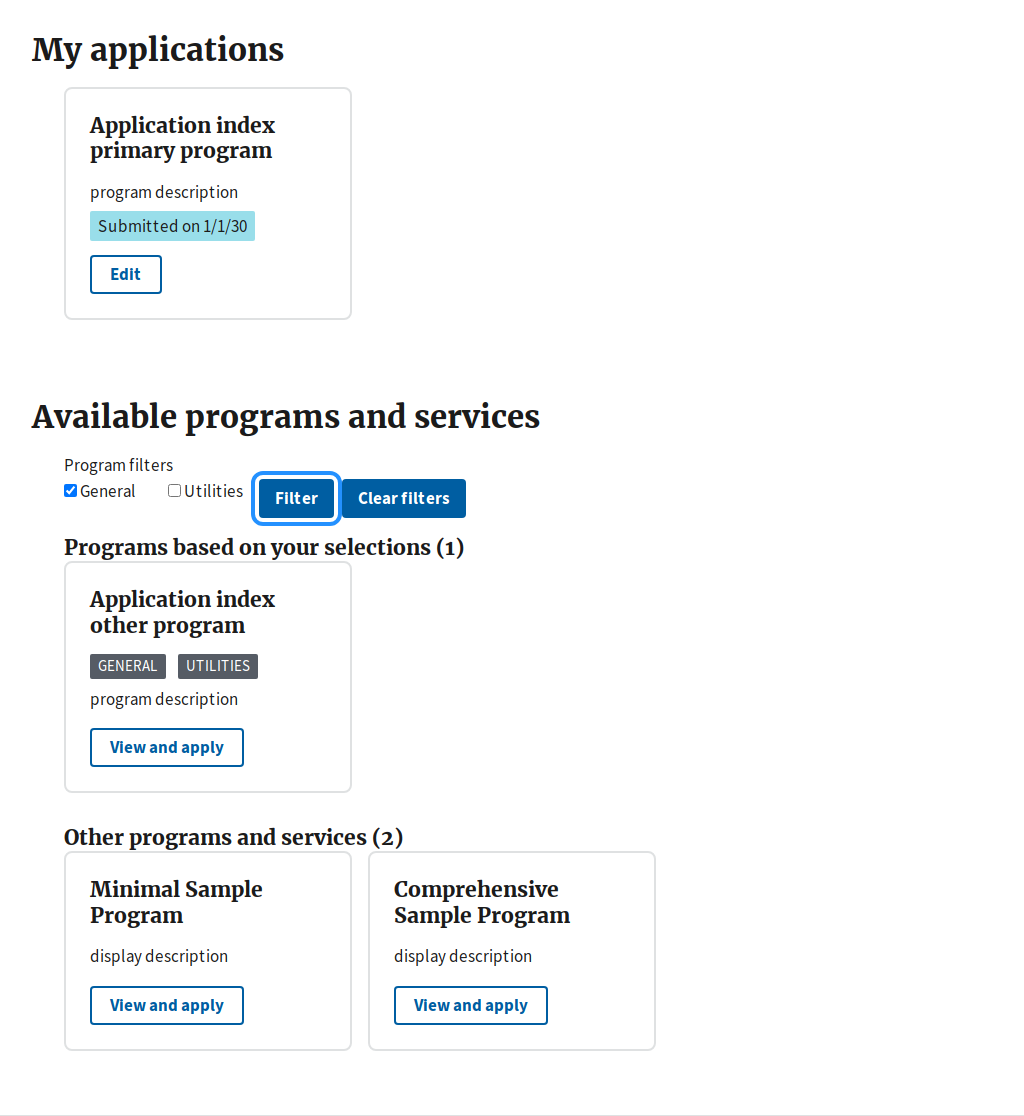 My applications
Application index
primary program
program description
Submitted on 1/1/30
Edit
Available programs and services
Program filters
General Utilities Filter Clear filters
Programs based on your selections (1)
Application index
other program
GENERAL UTILITIES
program description
View and apply
Other programs and services (2)
Minimal Sample
Program
display description
View and apply
Comprehensive
Sample Program
display description
View and apply